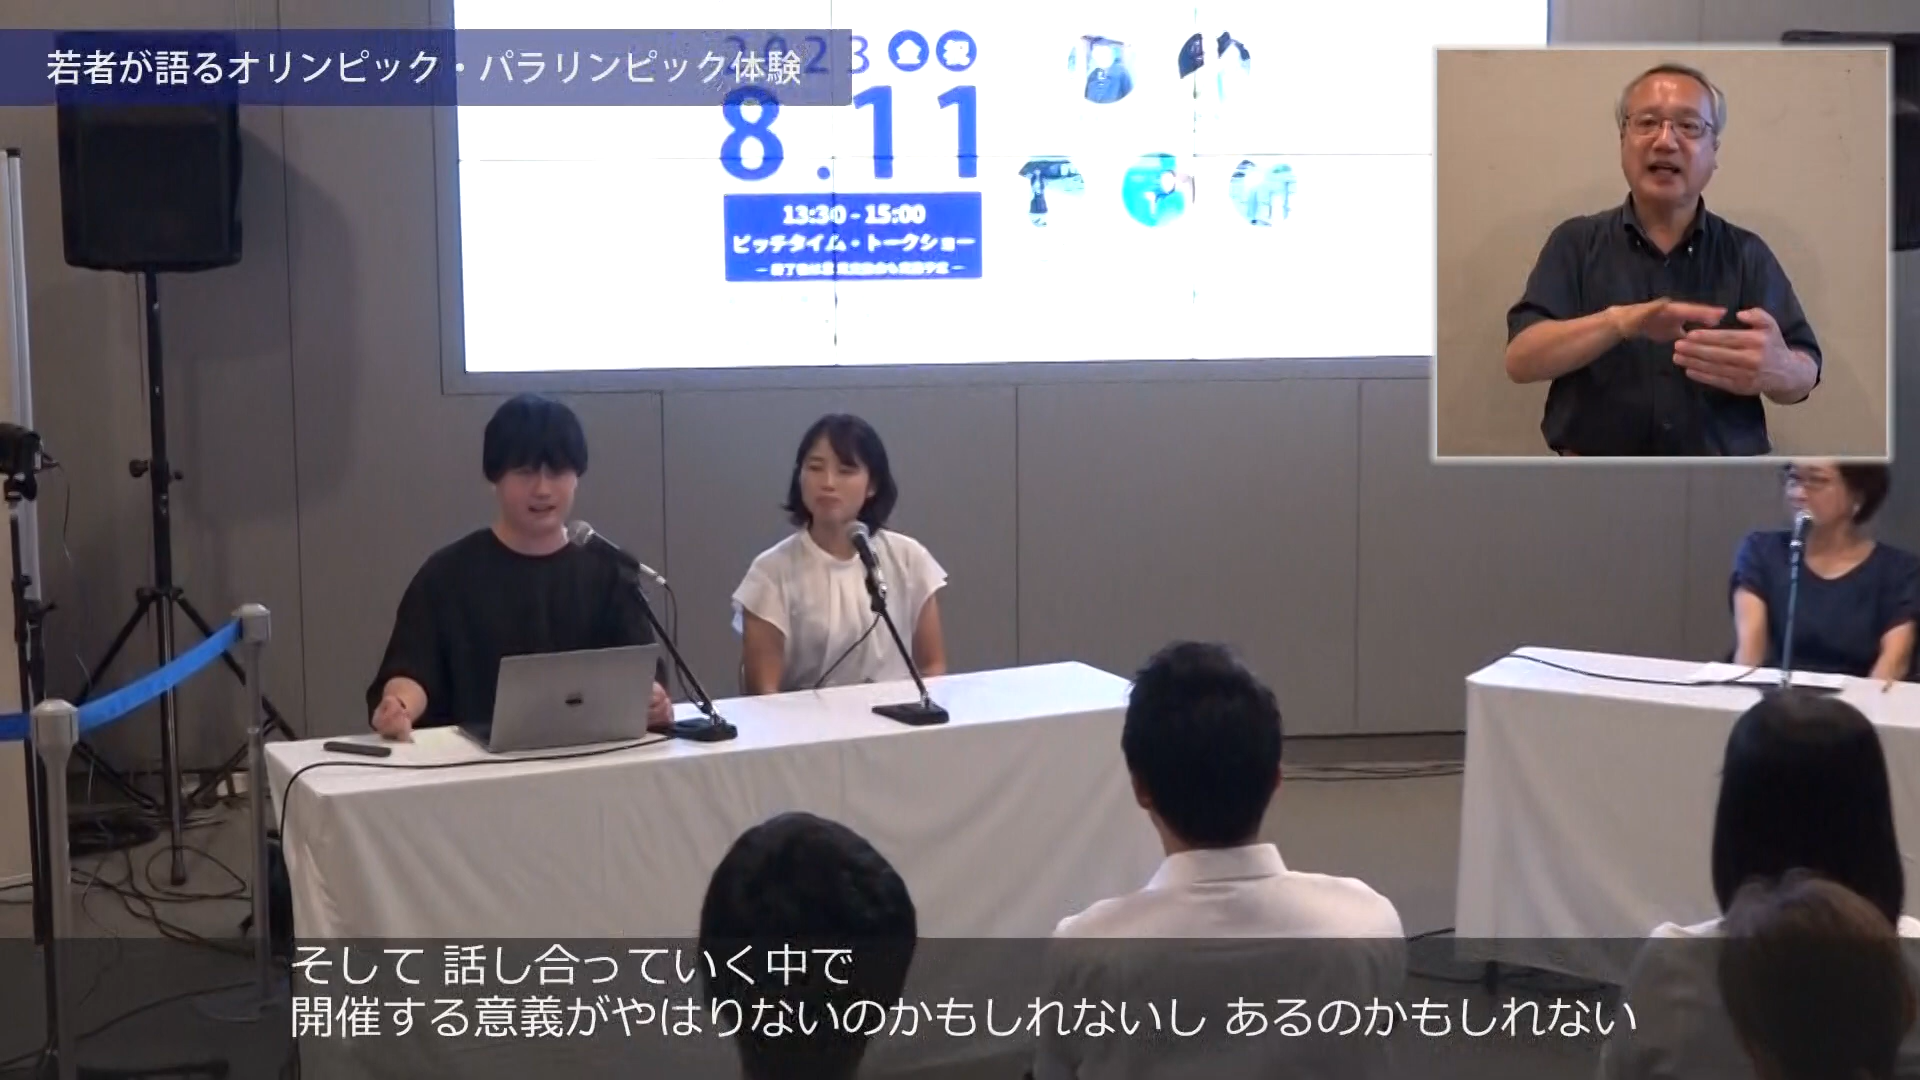 若者が語るオリンピック・パラリンピック体験
2023 金 祝
8.11
13:30 - 15:00
ピッチタイム・トークショー
そして 話し合っていく中で
開催する意義がやはりないのかもしれないし あるのかもしれない